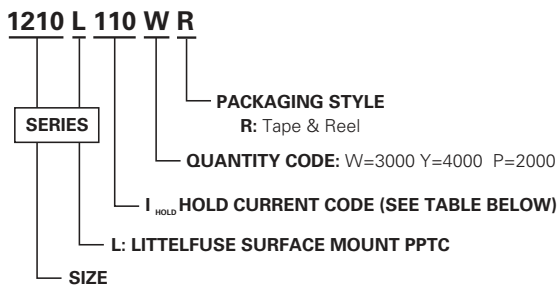 1210 L 110 W R
PACKAGING STYLE
SERIES
R: Tape & Reel
QUANTITY CODE: W=3000 Y=4000 P=2000
I HOLD HOLD CURRENT CODE (SEE TABLE BELOW)
L: LITTELFUSE SURFACE MOUNT PPTC
SIZE